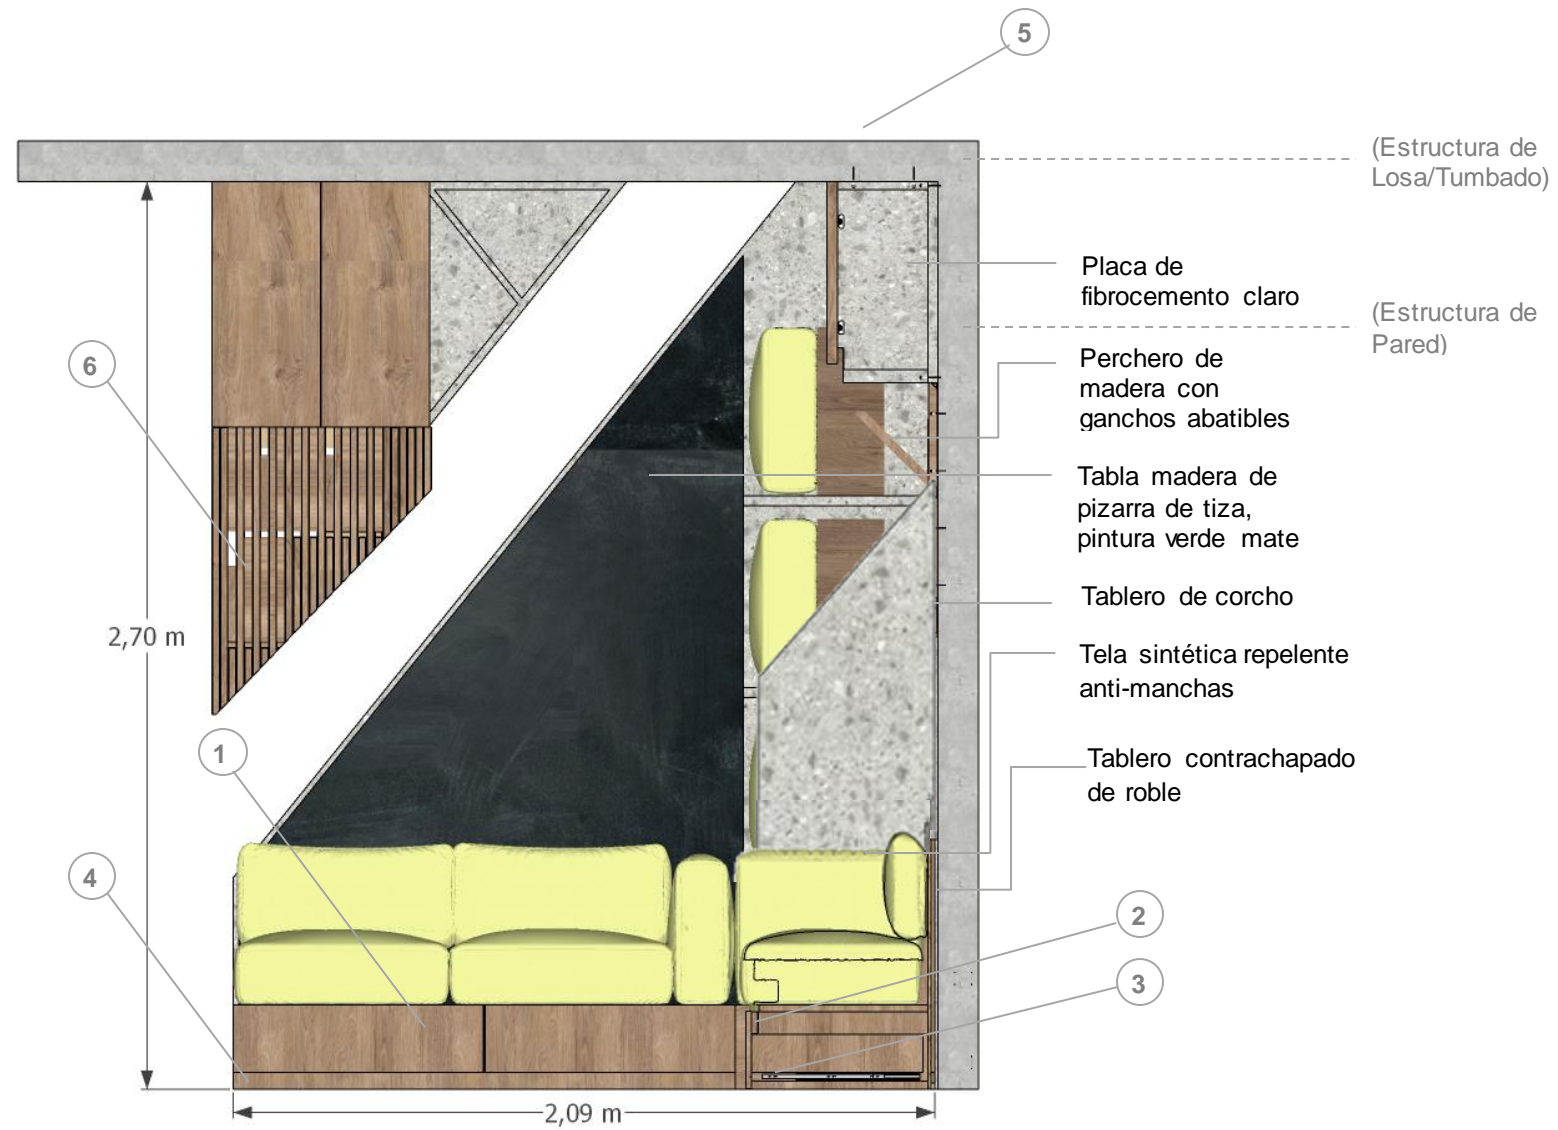 5
(Estructura de
Losa/Tumbado)
Placa de
fibrocemento claro
(Estructura de
Pared)
Perchero de
madera con
ganchos abatibles
6
Tabla madera de
pizarra de tiza,
pintura verde mate
Tablero de corcho
2,70 m
Tela sintética repelente
anti-manchas
1
Tablero contrachapado
de roble
4
2
3
2,09 m